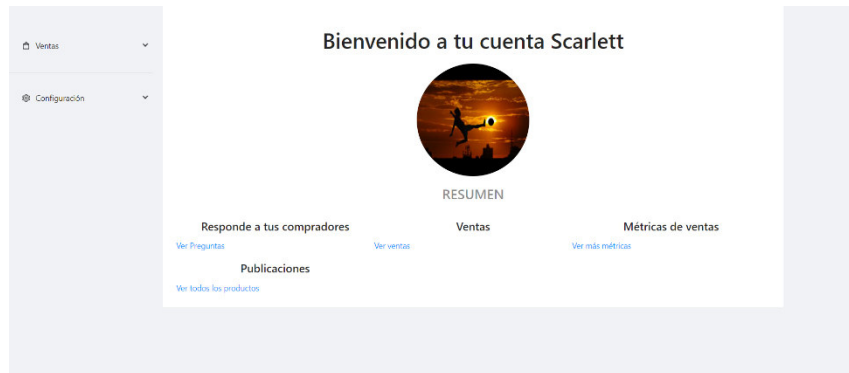 Bienvenido a tu cuenta Scarlett
Ventas
Configuración
RESUMEN
Responde a tus compradores
Ventas
Métricas de ventas
Ver Preguntas
Ver ventas
Ver más métricas
Publicaciones
Ver todos los productos